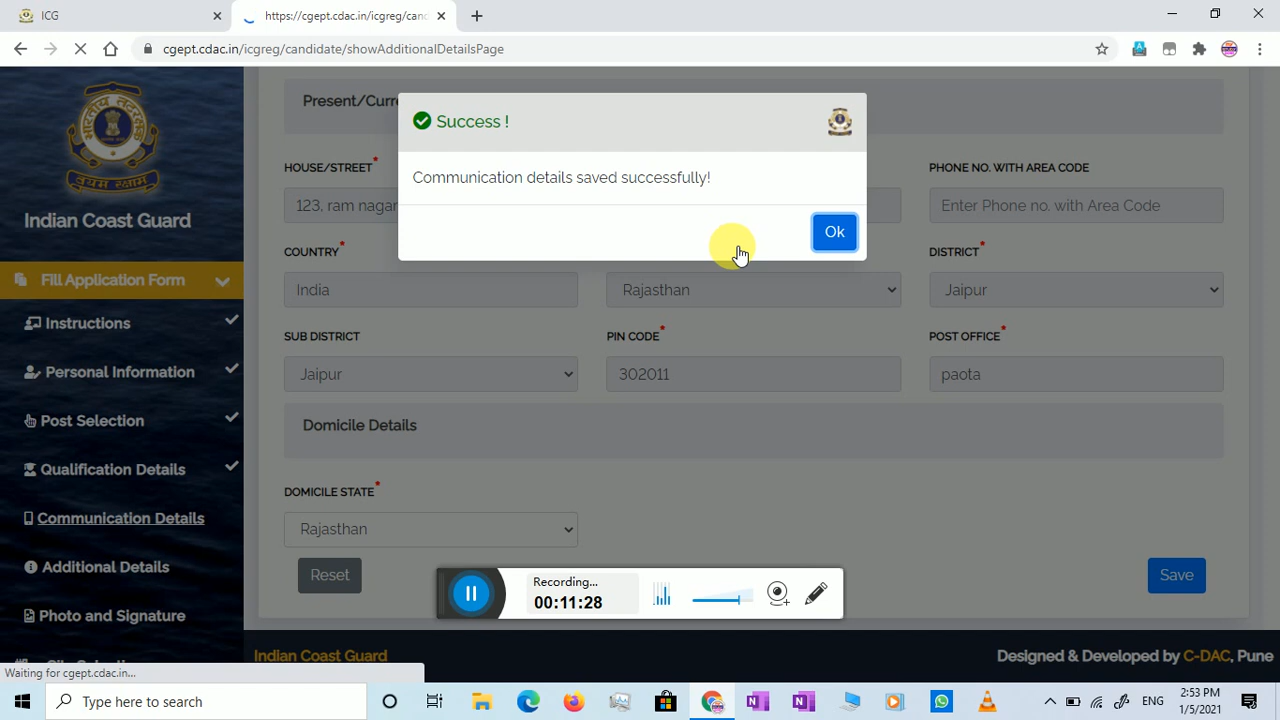 ICG
https://cgept.cdac.in/icgreg/can
cgept.cdac.in/icgreg/candidate/showAdditionalDetailsPage
Indian Coast Guard
Fill Application Form
Instructions
Personal Information
Post Selection
Qualification Details
Communication Details
Additional Details
Photo and Signature
Present/Curre
Success !
Communication details saved successfully!
Ok
HOUSE/STREET*
PHONE NO. WITH AREA CODE
123, ram nagar
Enter Phone no. with Area Code
COUNTRY*
DISTRICT*
India
Rajasthan
Jaipur
SUB DISTRICT
PIN CODE*
POST OFFICE*
Jaipur
302011
paota
Domicile Details
DOMICILE STATE*
Rajasthan
Reset
Save
Recording...
00:11:28
Indian Coast Guard
Designed & Developed by C-DAC, Pune
Waiting for cgept.cdac.in...
Type here to search
ENG
2:53 PM
1/5/2021